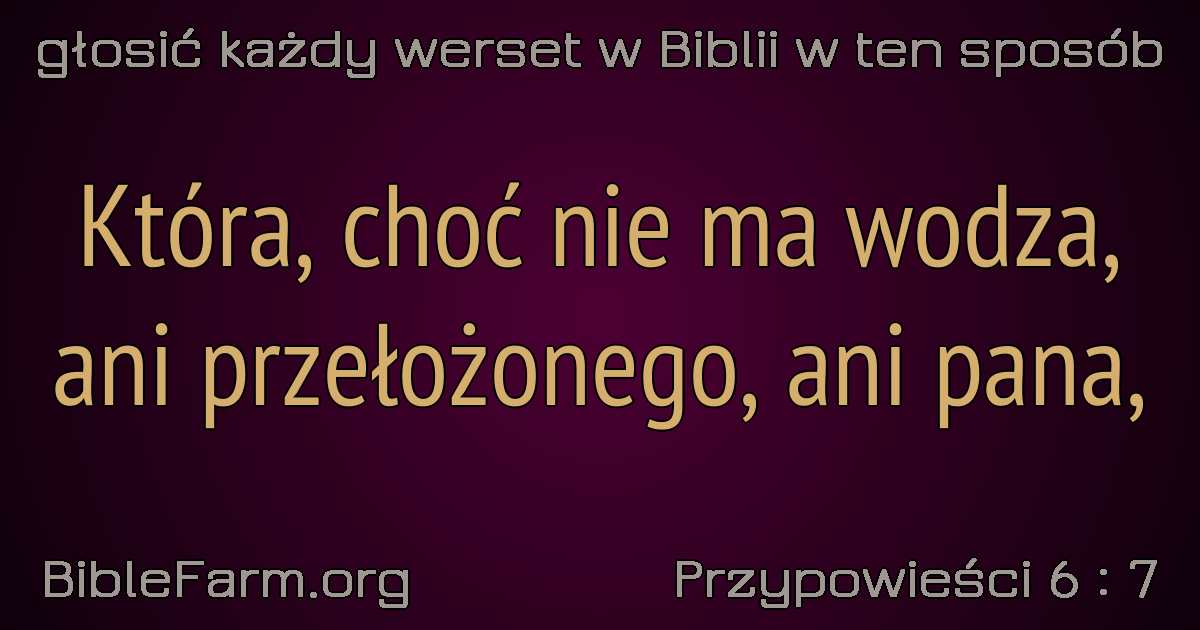 głosić każdy werset w Biblii w ten sposób
Która, choć nie ma wodza,
ani przełożonego, ani pana,
BibleFarm.org
Przypowieści 6 : 7